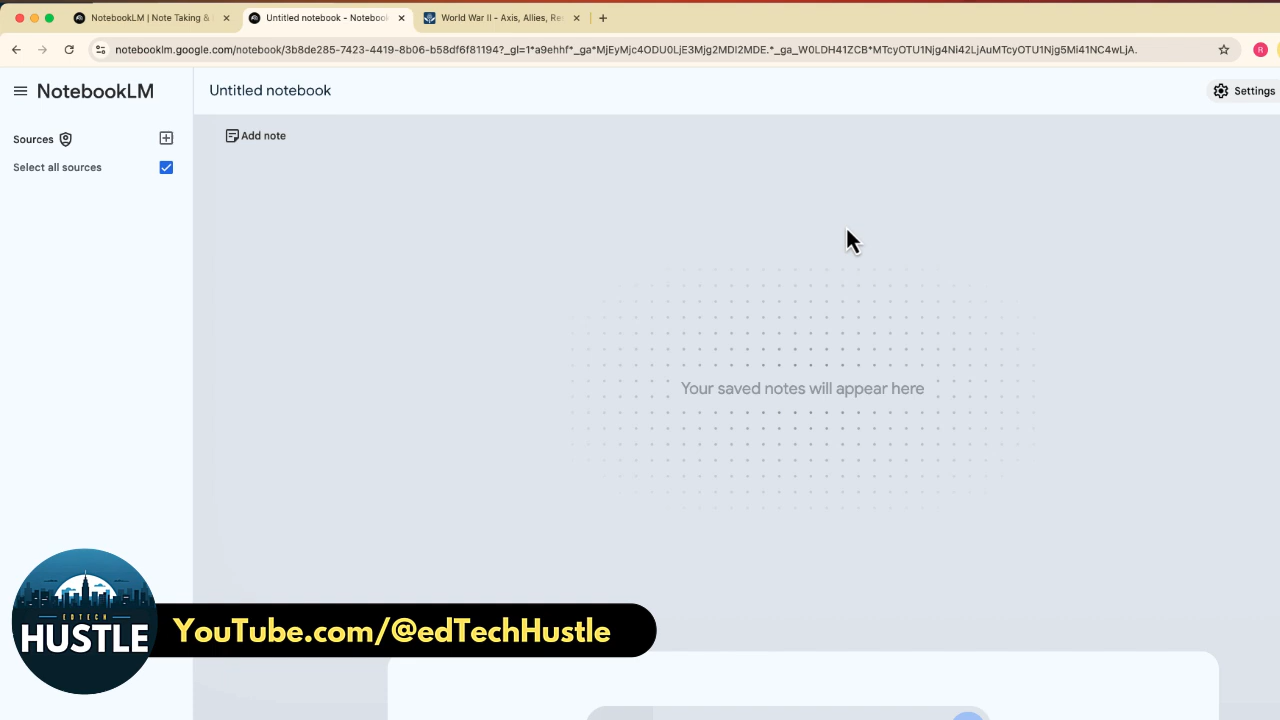 NotebookLM | Note Taking &
Untitled notebook - Notebook
World War II - Axis, Allies, Re
notebooklm.google.com/notebook/3b8de285-7423-4419-8b06-b58df6f81194?_gl=1*a9ehhf*_ga*MjEyMjc4ODU0LjE3Mjg2MDI2MDE.*_ga_W0LDH41ZCB*MTcyOTU1Njg4Ni42LjAuMTcyOTU1Njg5Mi41NC4wLjA.
R
NotebookLM
Untitled notebook
Settings
Sources
Add note
Select all sources
Your saved notes will appear here
EDTECH
HUSTLE
YouTube.com/@edTechHustle